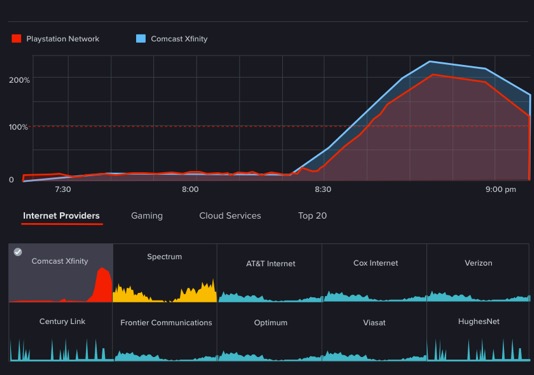 Playstation Network Comcast Xfinity
200%
100%
0
7:30 8:00 8:30 9:00 pm
Internet Providers Gaming Cloud Services Top 20
Comcast Xfinity Spectrum AT&T Internet Cox Internet Verizon
Century Link Frontier Communications Optimum Viasat HughesNet